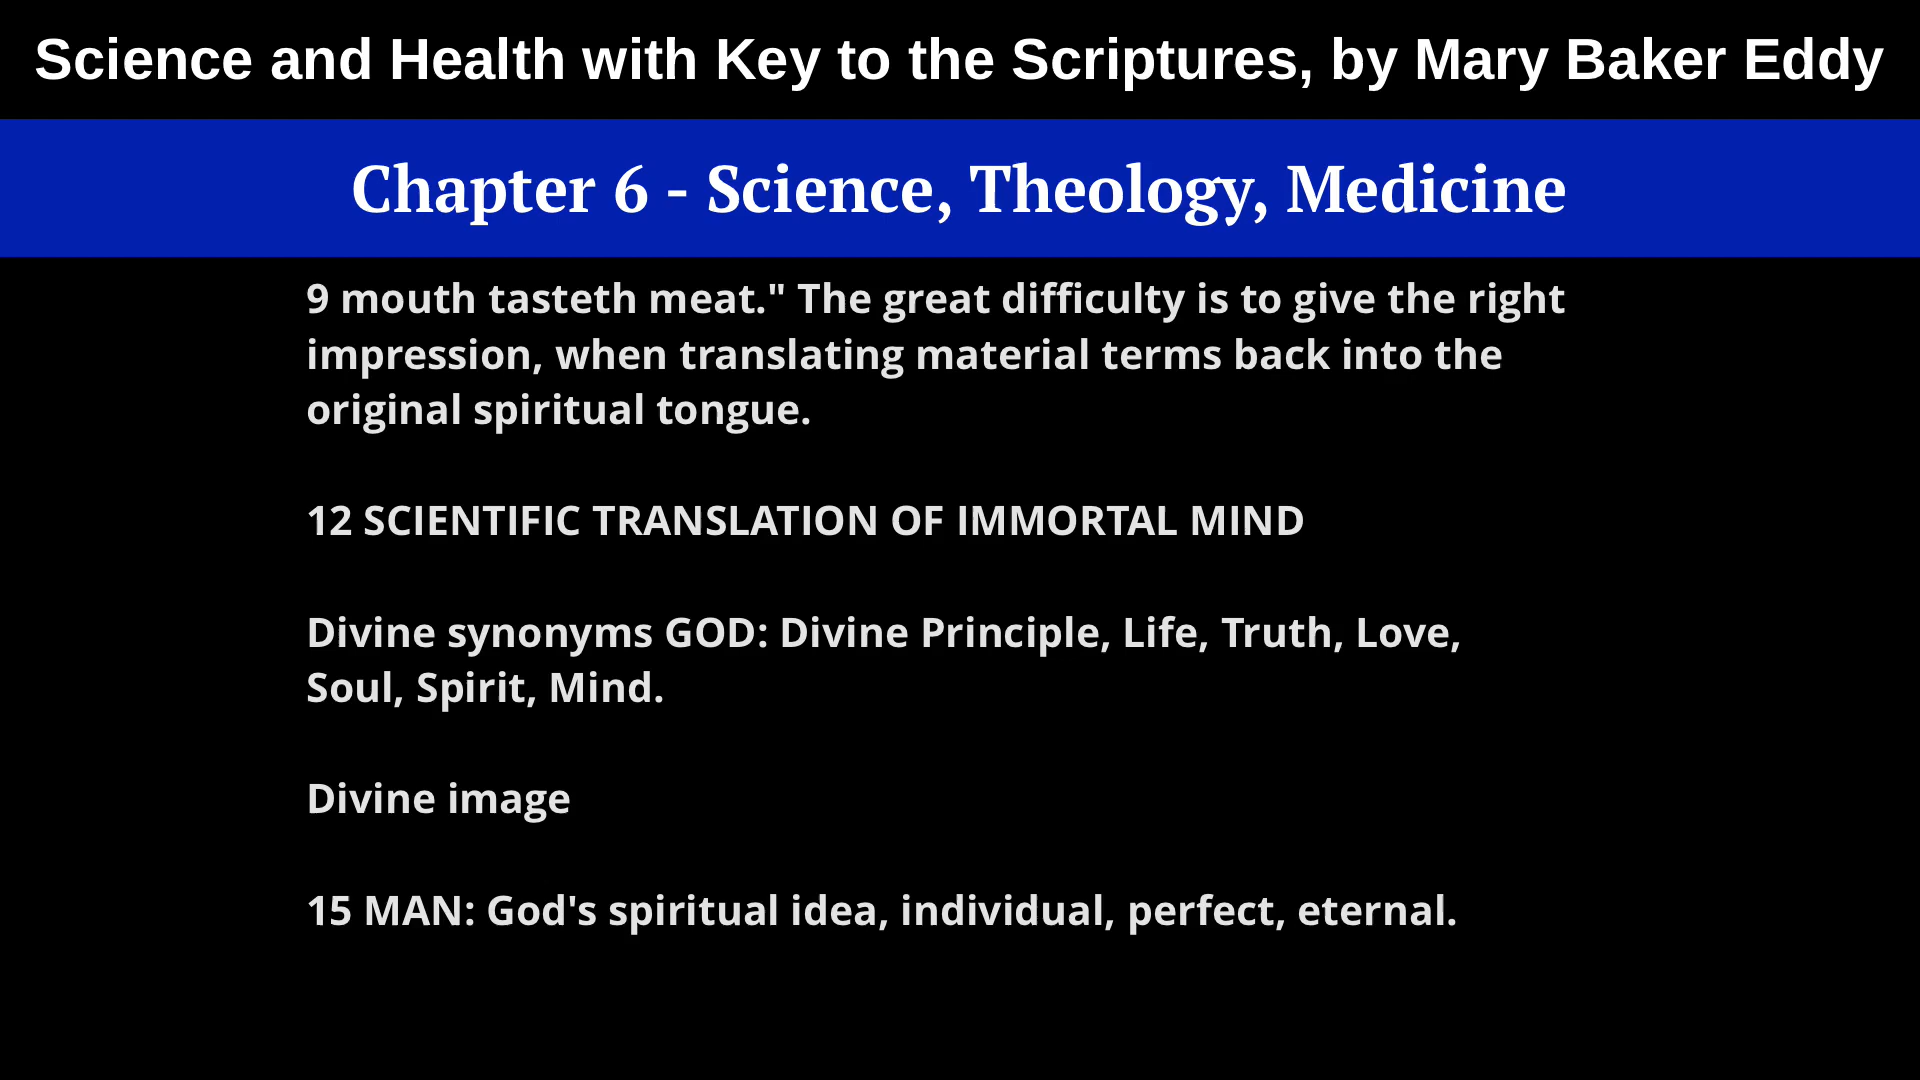 Science and Health with Key to the Scriptures, by Mary Baker Eddy
Chapter 6 - Science, Theology, Medicine
9 mouth tasteth meat." The great difficulty is to give the right
impression, when translating material terms back into the
original spiritual tongue.
12 SCIENTIFIC TRANSLATION OF IMMORTAL MIND
Divine synonyms GOD: Divine Principle, Life, Truth, Love,
Soul, Spirit, Mind.
Divine image
15 MAN: God's spiritual idea, individual, perfect, eternal.